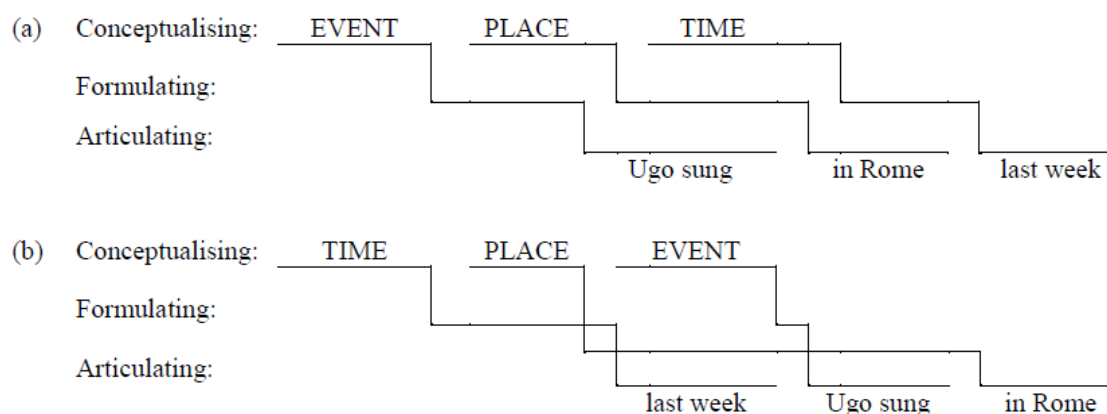 (a) Conceptualising: EVENT PLACE TIME
Formulating:
Articulating:
Ugo sung in Rome last week
(b) Conceptualising: TIME PLACE EVENT
Formulating:
Articulating:
last week Ugo sung in Rome